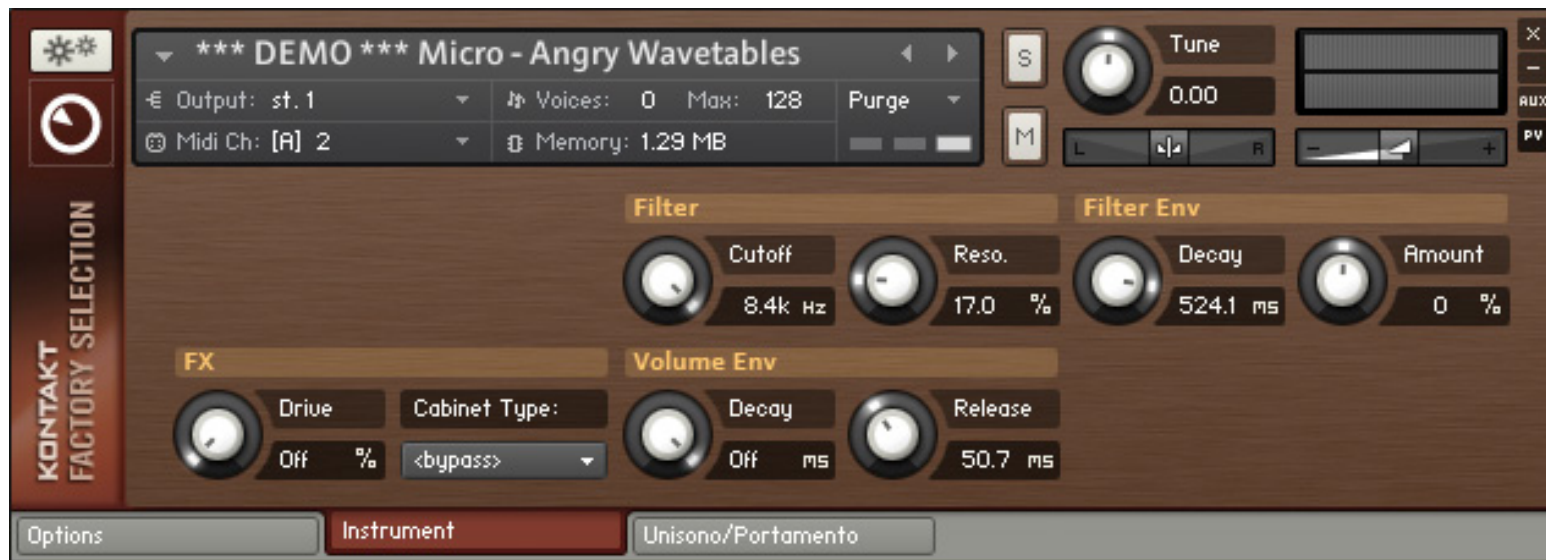 *** DEMO *** Micro - Angry Wavetables
S
Tune
0.00
X
–
AUX
PV
Output: st.1
Voices: 0 Max: 128
Purge
Midi Ch: [A] 2
Memory: 1.29 MB
M
L R
- +
KONTAKT
FACTORY SELECTION
Filter
Filter Env
Cutoff
8.4k Hz
Reso.
17.0 %
Decay
524.1 ms
Amount
0 %
FX
Volume Env
Drive
Off %
Cabinet Type:
<bypass>
Decay
Off ms
Release
50.7 ms
Options
Instrument
Unisono/Portamento